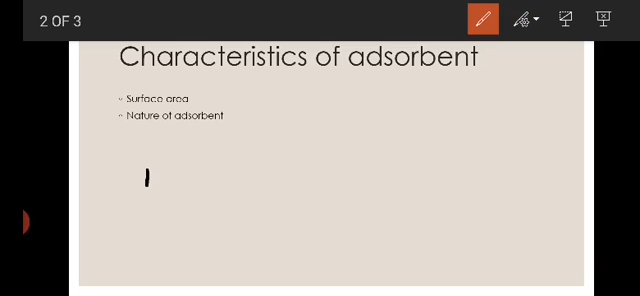 2 OF 3
Characteristics of adsorbent
Surface area
Nature of adsorbent